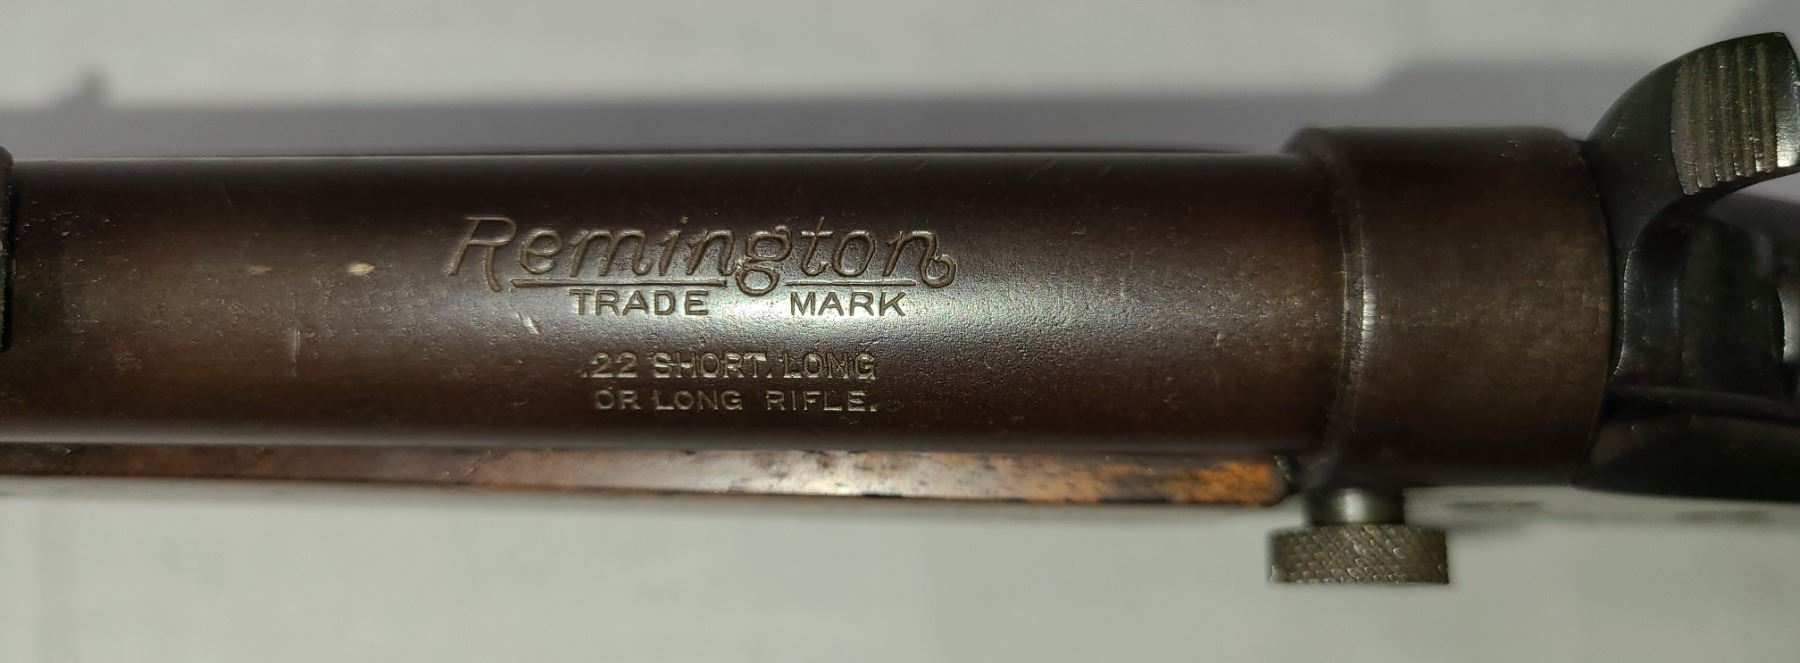 Remington
TRADE MARK
.22 SHORT, LONG
OR LONG RIFLE.